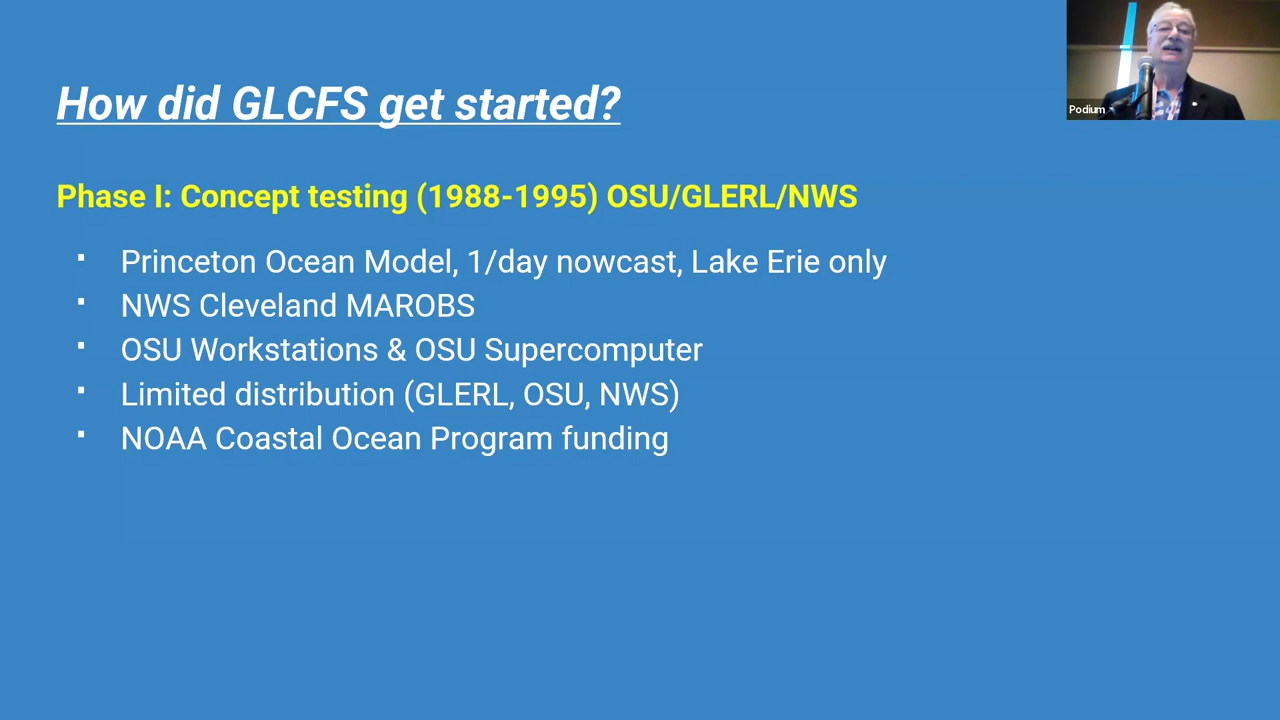 How did GLCFS get started?
Podium
Phase I: Concept testing (1988-1995) OSU/GLERL/NWS
▪ Princeton Ocean Model, 1/day nowcast, Lake Erie only
▪ NWS Cleveland MAROBS
▪ OSU Workstations & OSU Supercomputer
▪ Limited distribution (GLERL, OSU, NWS)
▪ NOAA Coastal Ocean Program funding